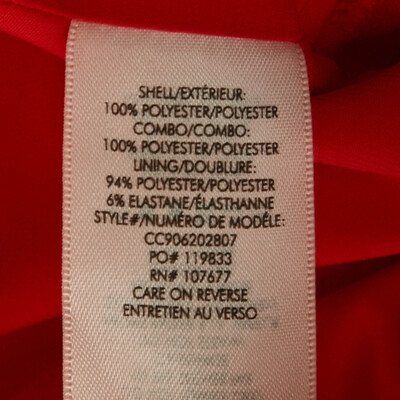 SHELL/EXTÉRIEUR:
100% POLYESTER/POLYESTER
COMBO/COMBO:
100% POLYESTER/POLYESTER
LINING/DOUBLURE:
94% POLYESTER/POLYESTER
6% ELASTANE/ÉLASTHANNE
STYLE#/NUMÉRO DE MODÈLE:
CC906202807
PO# 119833
RN# 107677
CARE ON REVERSE
ENTRETIEN AU VERSO